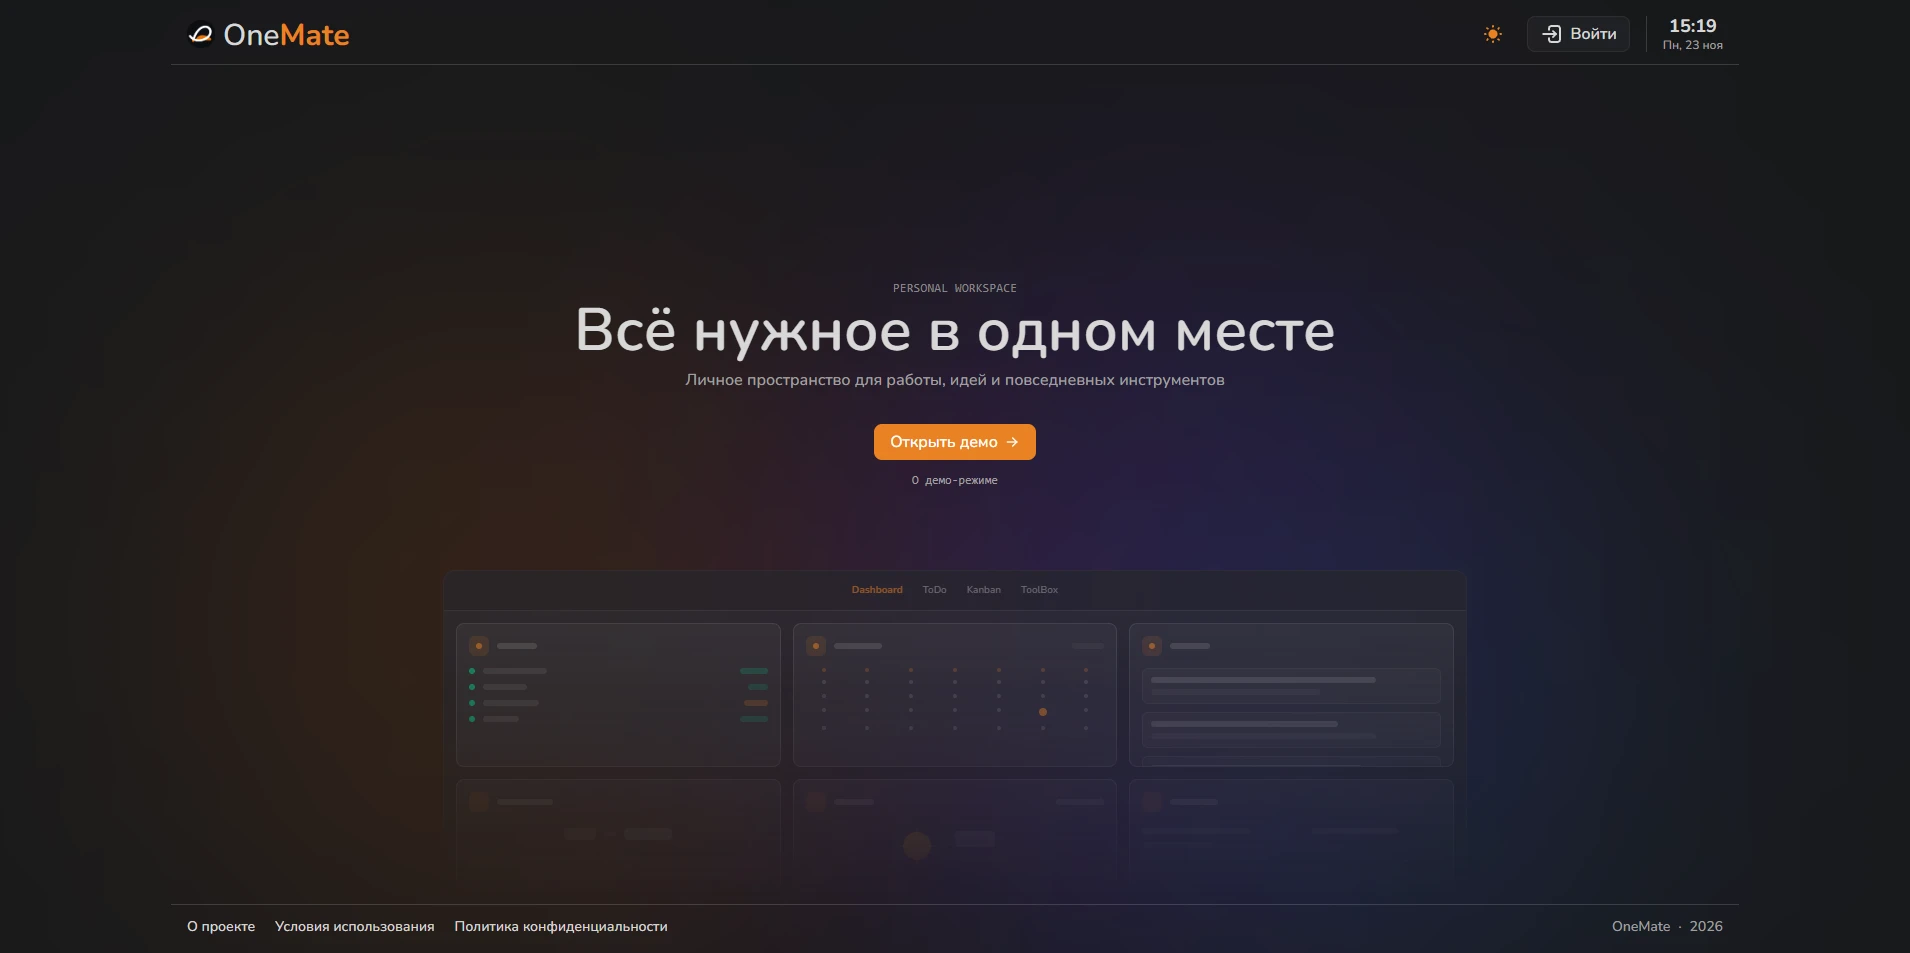 OneMate
Войти
15:19
Пн, 23 ноя
PERSONAL WORKSPACE
Всё нужное в одном месте
Личное пространство для работы, идей и повседневных инструментов
Открыть демо →
О демо-режиме
Dashboard ToDo Kanban ToolBox
О проекте Условия использования Политика конфиденциальности
OneMate · 2026